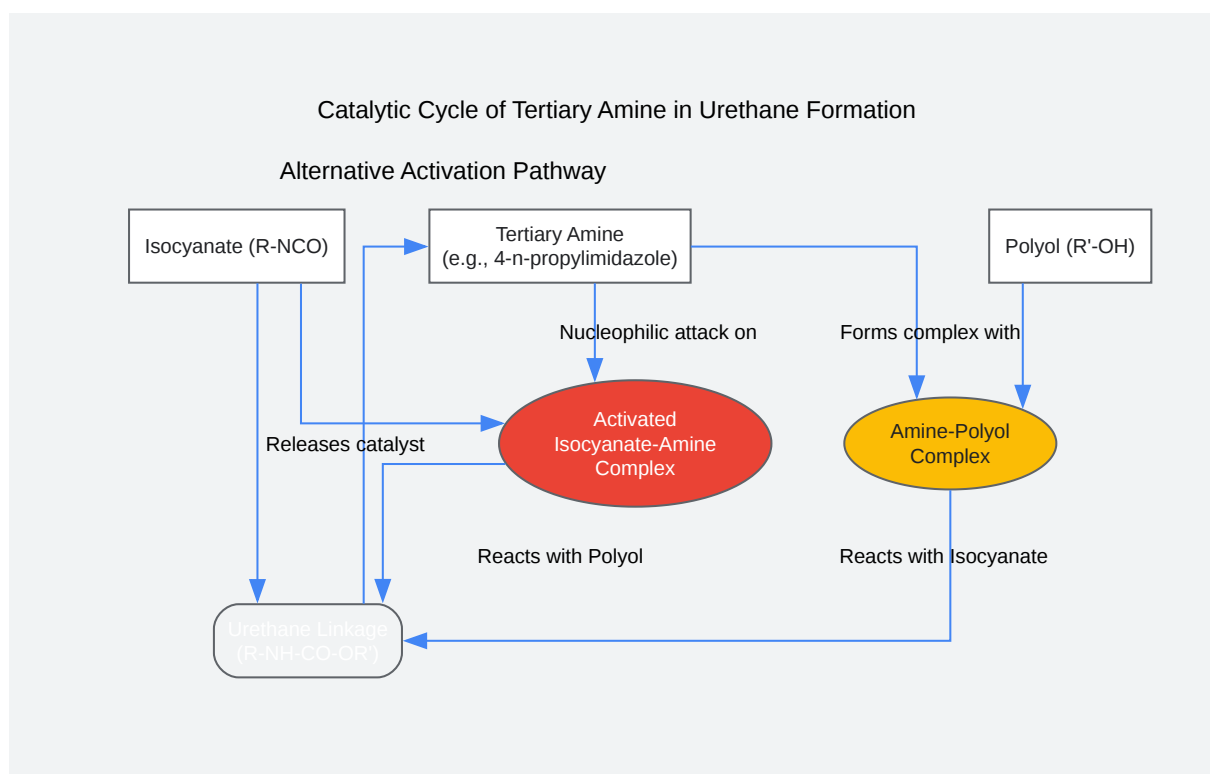 Catalytic Cycle of Tertiary Amine in Urethane Formation
Alternative Activation Pathway
Isocyanate (R-NCO)
Tertiary Amine
(e.g., 4-n-propylimidazole)
Polyol (R'-OH)
Nucleophilic attack on
Forms complex with
Activated
Isocyanate-Amine
Complex
Amine-Polyol
Complex
Releases catalyst
Reacts with Polyol
Reacts with Isocyanate
Urethane Linkage
(R-NH-CO-OR')